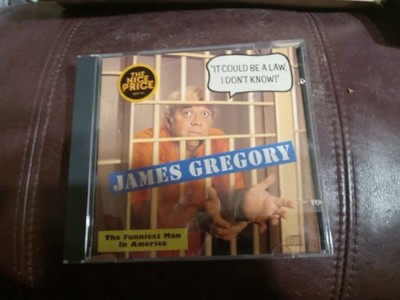 THE
NICE
PRICE
"IT COULD BE A LAW,
I DON'T KNOW!"
JAMES GREGORY
The Funniest Man
In America